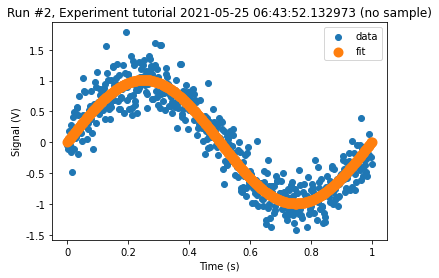 Run #2, Experiment tutorial 2021-05-25 06:43:52.132973 (no sample)
data
fit
Signal (V)
1.5
1
0.5
0
-0.5
-1
-1.5
0
0.2
0.4
0.6
0.8
1
Time (s)